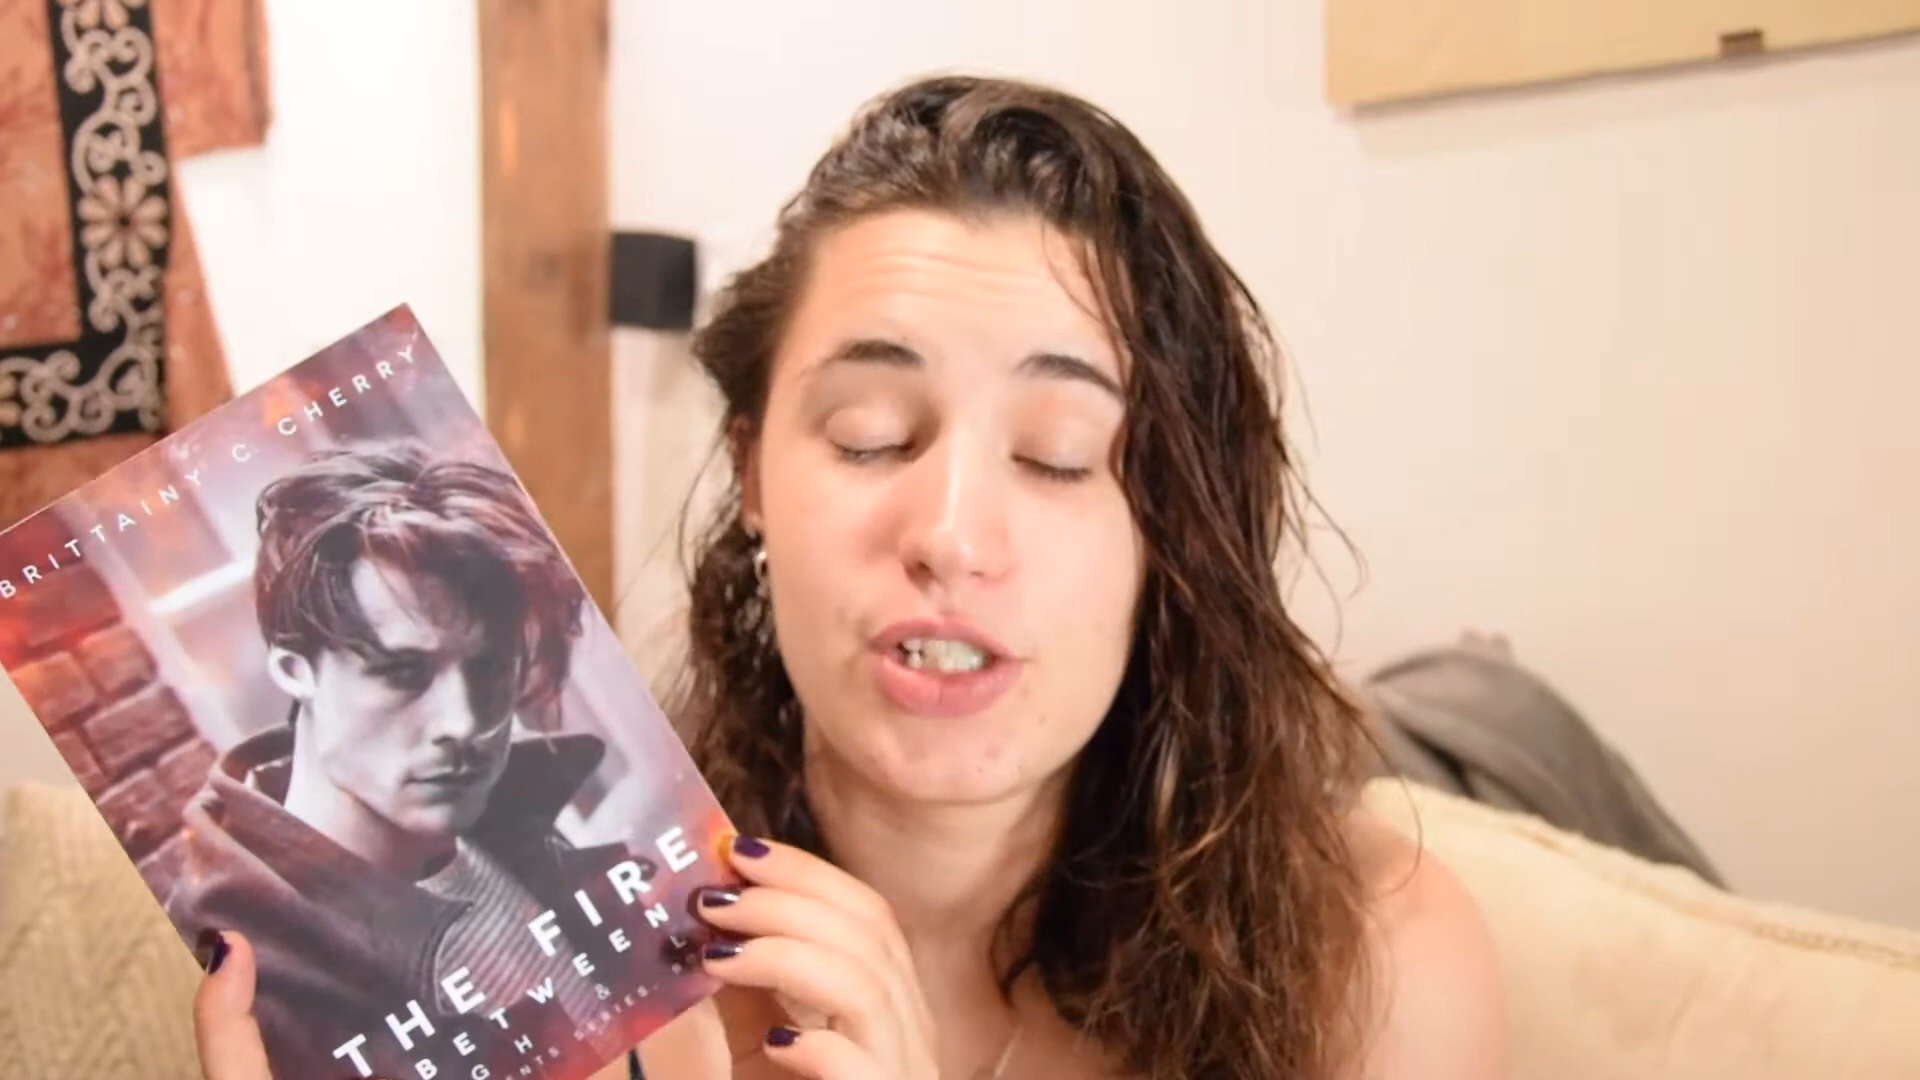 BRITTAINY C. CHERRY
THE FIRE
BETWEEN
&